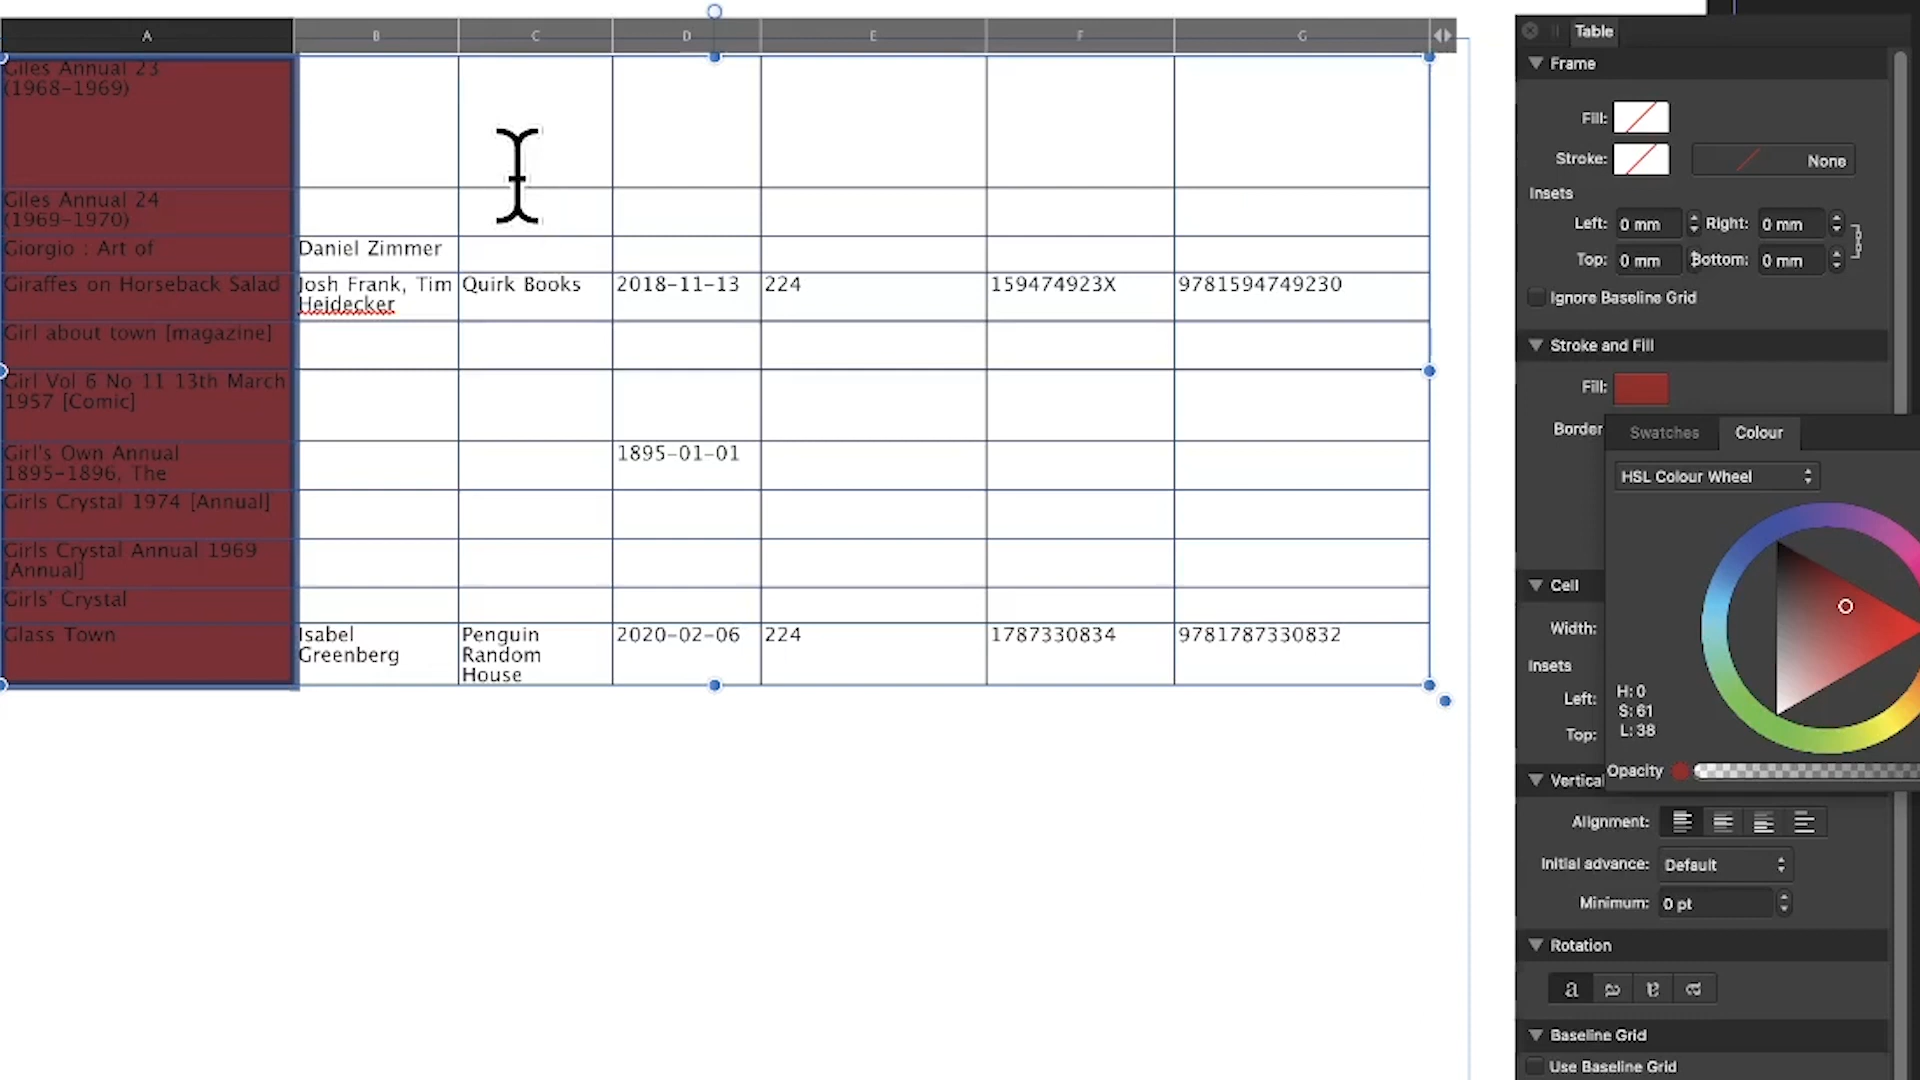 A B C D E F G
Giles Annual 23
(1968-1969)
Giles Annual 24
(1969-1970)
Giorgio : Art of
Daniel Zimmer
Giraffes on Horseback Salad
Josh Frank, Tim
Heidecker
Quirk Books
2018-11-13
224
159474923X
9781594749230
Girl about town [magazine]
Girl Vol 6 No 11 13th March
1957 [Comic]
Girl's Own Annual
1895-1896, The
1895-01-01
Girls Crystal 1974 [Annual]
Girls Crystal Annual 1969
[Annual]
Girls' Crystal
Glass Town
Isabel
Greenberg
Penguin
Random
House
2020-02-06
224
1787330834
9781787330832
Table
Frame
Fill:
Stroke:
None
Insets
Left: 0 mm Right: 0 mm
Top: 0 mm Bottom: 0 mm
Ignore Baseline Grid
Stroke and Fill
Fill:
Border
Swatches Colour
HSL Colour Wheel
H: 0
S: 61
L: 38
Opacity
Cell
Width:
Insets
Left:
Top:
Vertical
Alignment:
Initial advance: Default
Minimum: 0 pt
Rotation
a a a a
Baseline Grid
Use Baseline Grid